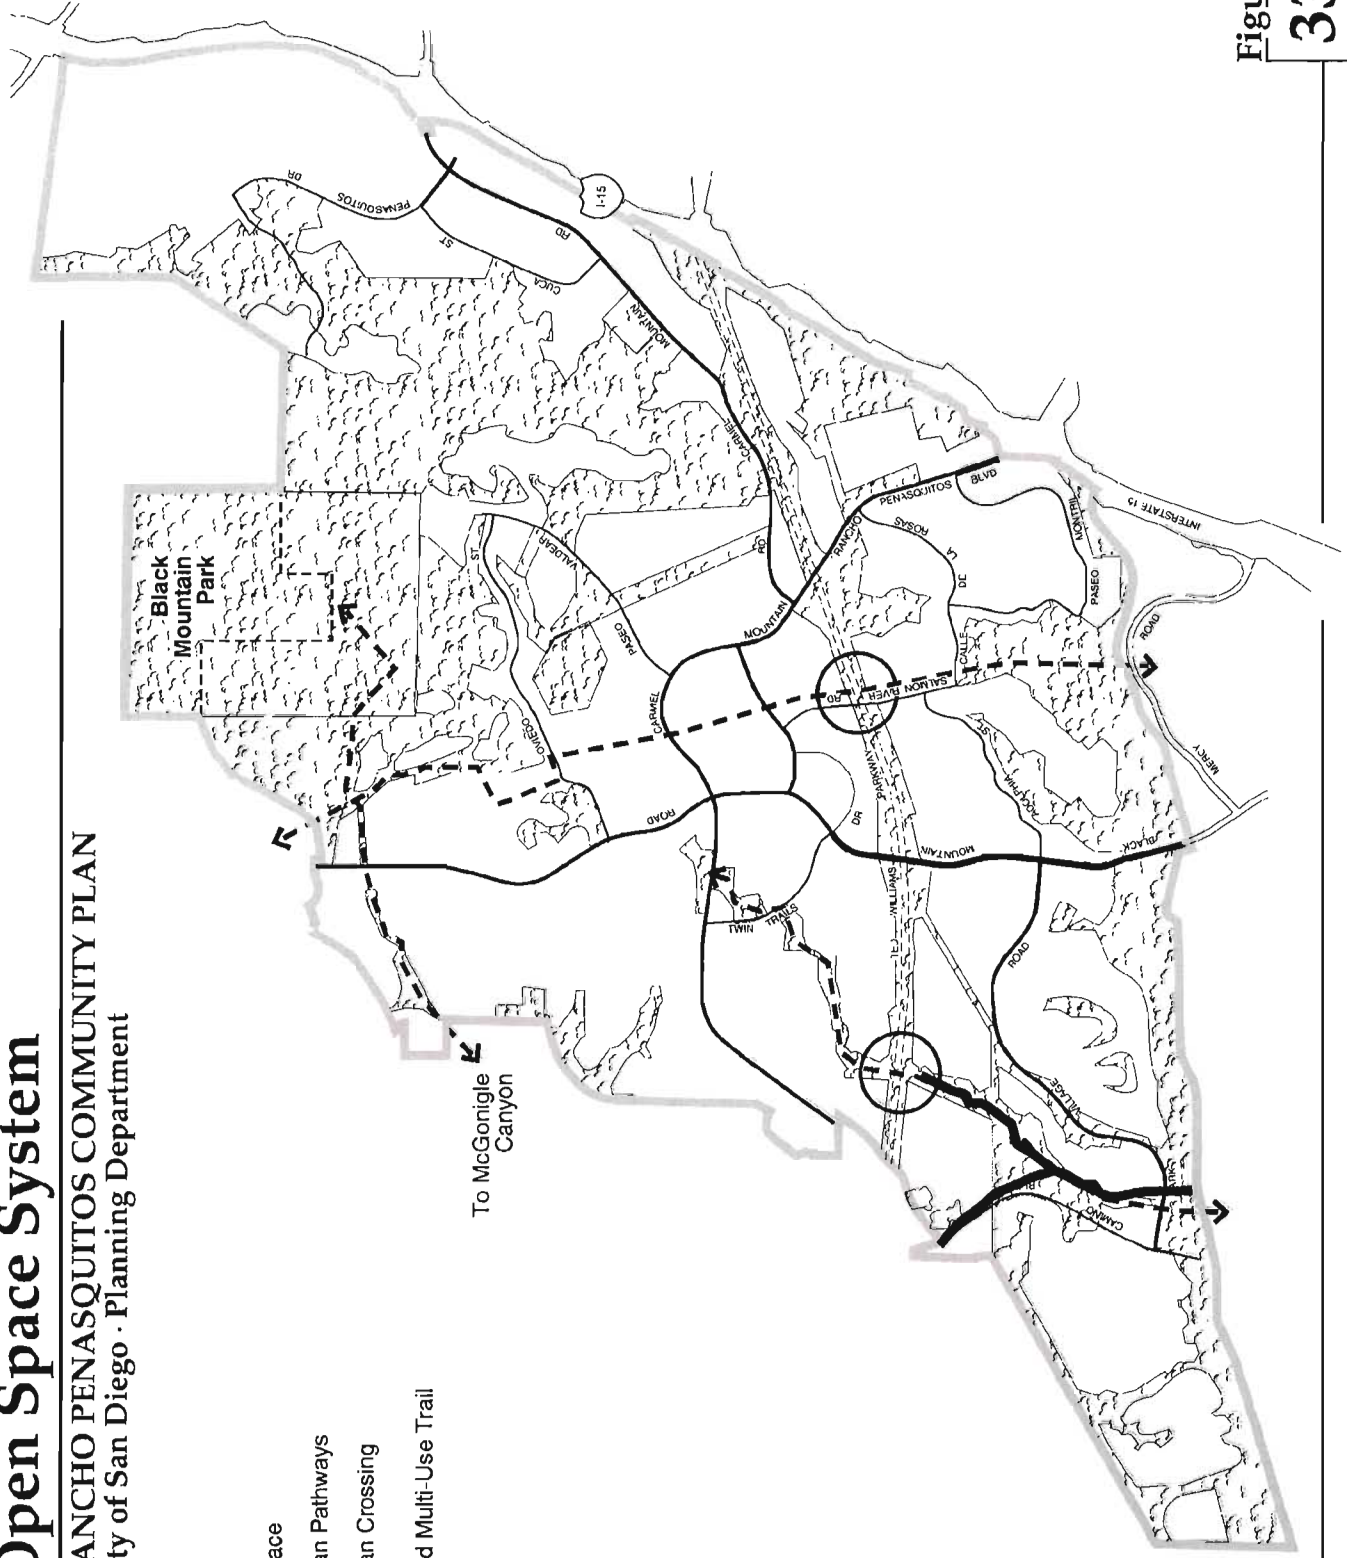 Open Space System
ANCHO PENASQUITOS COMMUNITY PLAN
ty of San Diego · Planning Department
ace
an Pathways
an Crossing
d Multi-Use Trail
To McGonigle
Canyon
Black
Mountain
Park
PENASQUITOS
DR
CUCA
ST
MOUNTAIN
RD
I-15
CARMEL
RD
VALDEAR
ST
PASEO
OVIEDO
CARMEL
MOUNTAIN
ROAD
RANCHO
PENASQUITOS
BLVD
ROSAS
LA
DE
CALLE
MONTRIL
PASEO
INTERSTATE 15
RD
SALMON RIVER
ADOLPHIA
ST.
PARKWAY
WILLIAMS
TED
TWIN
TRAILS
DR
MOUNTAIN
BLACK
MERCY
ROAD
ROAD
VILLAGE
PARK
CAMINO
Figu
33